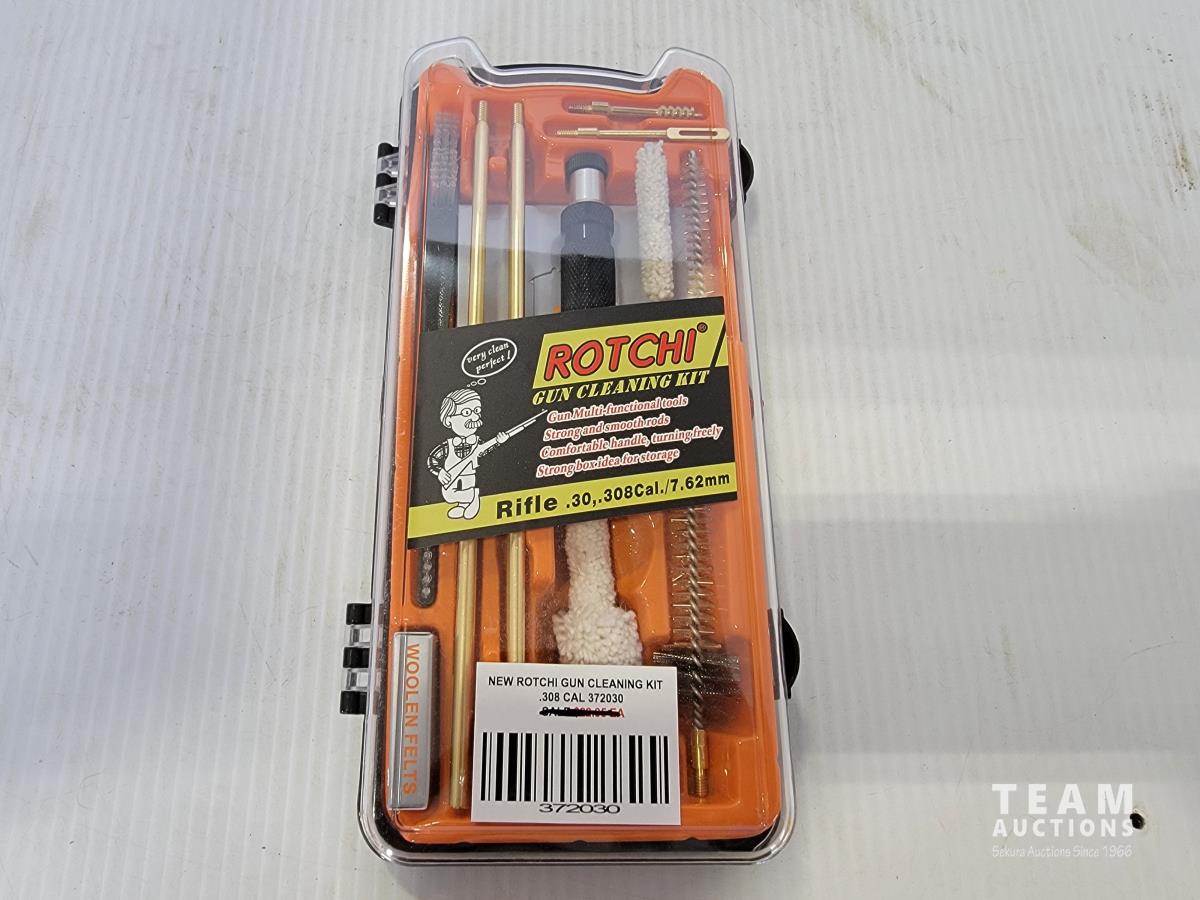 very clean
perfect !
ROTCHI®
GUN CLEANING KIT
Gun Multi-functional tools
Strong and smooth rods
Comfortable handle, turning freely
Strong box idea for storage
Rifle .30,.308Cal./7.62mm
WOOLEN FELTS
NEW ROTCHI GUN CLEANING KIT
.308 CAL 372030
372030
TEAM
AUCTIONS
Sekura Auctions Since 1966